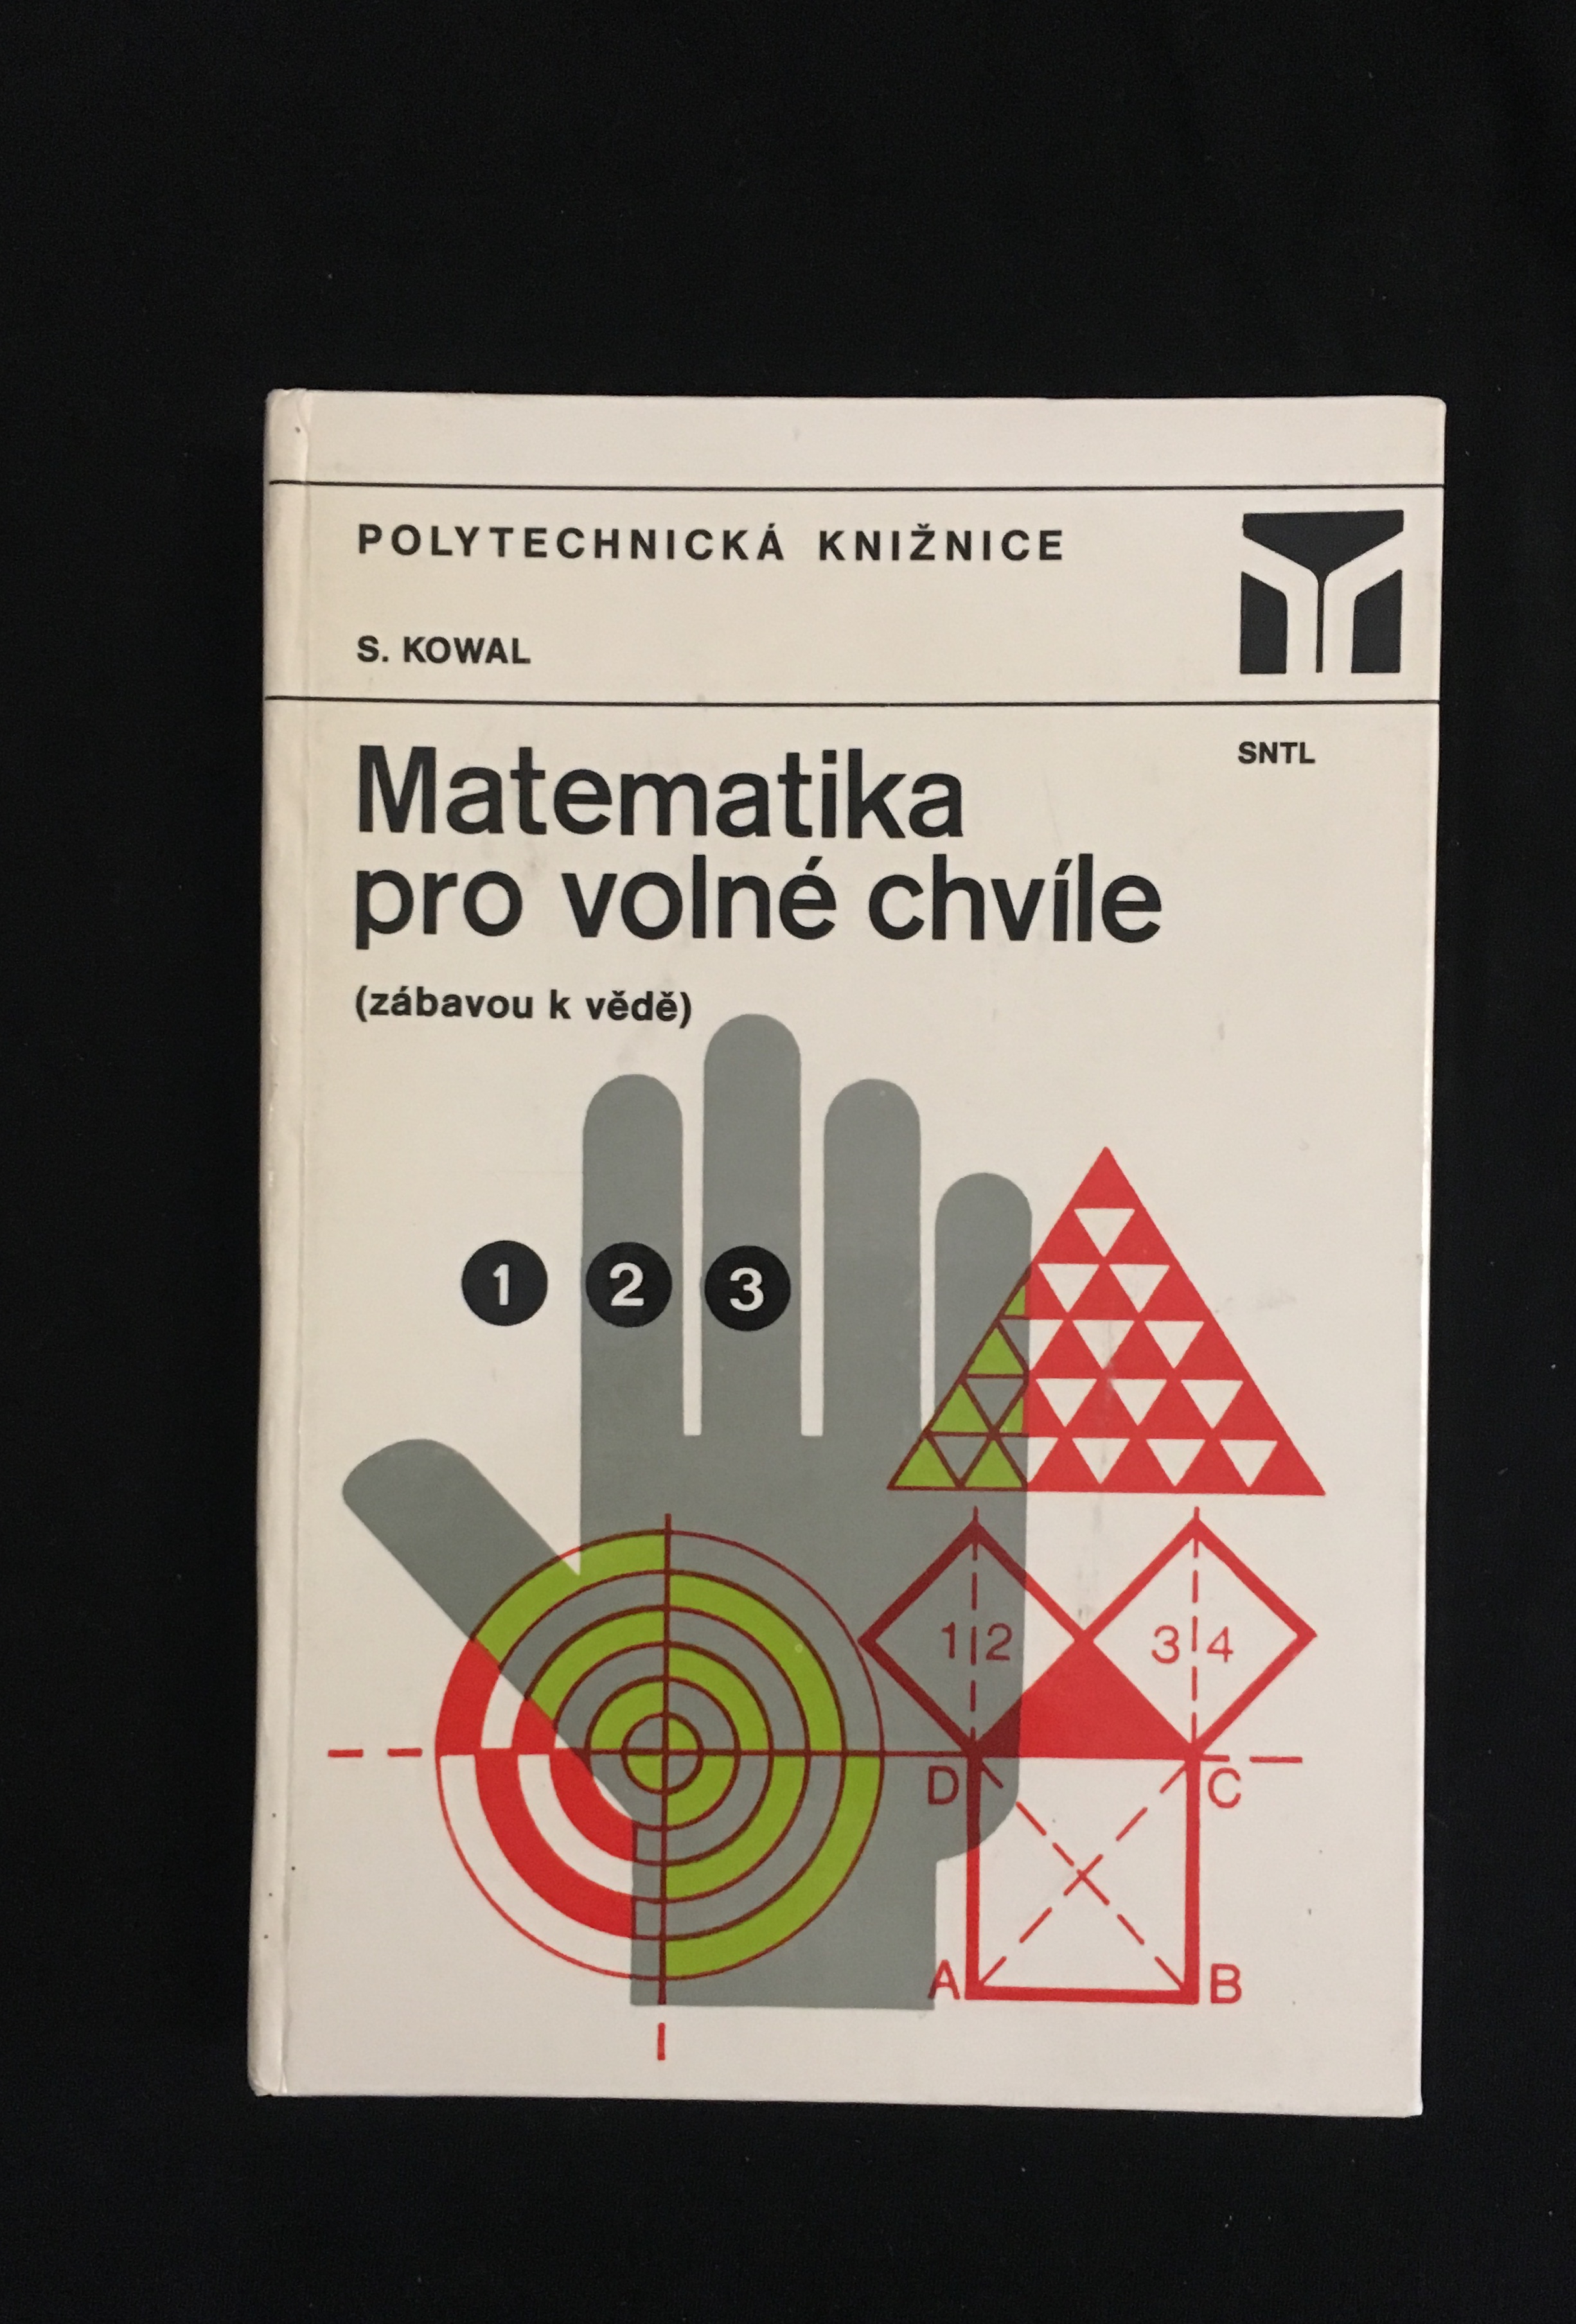 POLYTECHNICKÁ KNIŽNICE
S. KOWAL
SNTL
Matematika
pro volné chvíle
(zábavou k vědě)
1 2 3
1 2 3 4
D C
A B